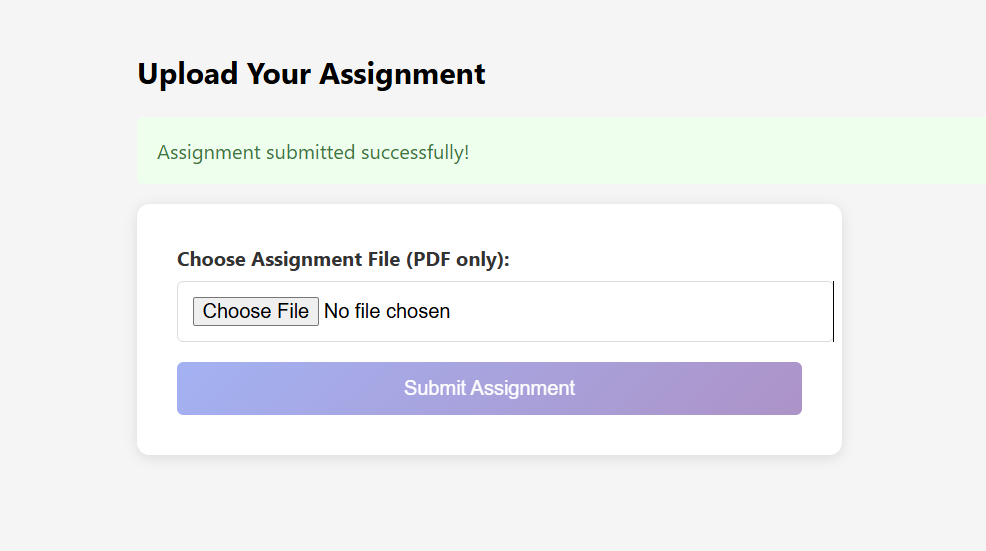 Upload Your Assignment
Assignment submitted successfully!
Choose Assignment File (PDF only):
Choose File No file chosen
Submit Assignment